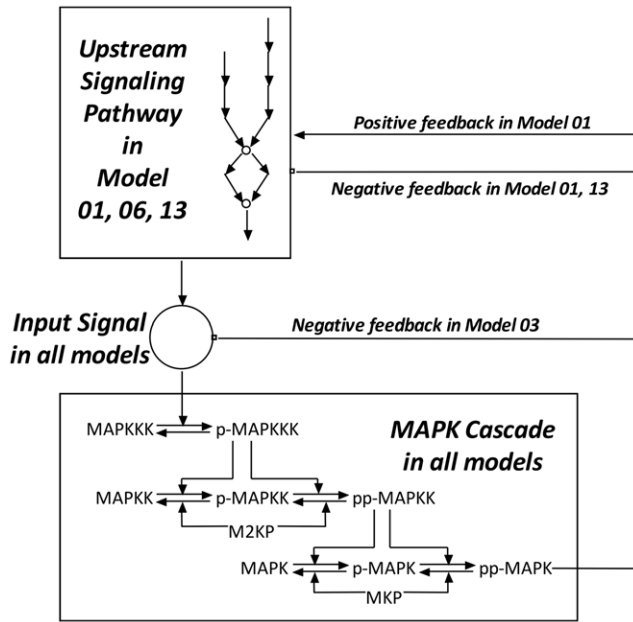 Upstream
Signaling
Pathway
in
Model
01, 06, 13
Positive feedback in Model 01
Negative feedback in Model 01, 13
Input Signal
in all models
Negative feedback in Model 03
MAPK Cascade
in all models
MAPKKK p-MAPKKK
MAPKK p-MAPKK pp-MAPKK
M2KP
MAPK p-MAPK pp-MAPK
MKP